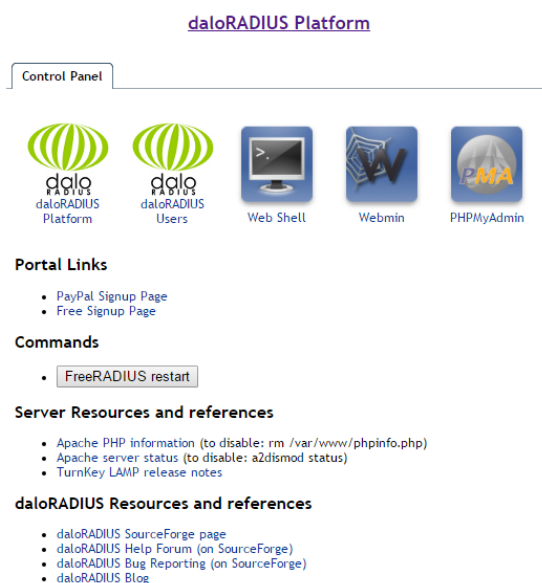 daloRADIUS Platform
Control Panel
dalo
RADIUS
daloRADIUS
Platform
dalo
RADIUS
daloRADIUS
Users
>_
Web Shell
W
Webmin
PMA
PHPMyAdmin
Portal Links
PayPal Signup Page
Free Signup Page
Commands
FreeRADIUS restart
Server Resources and references
Apache PHP information (to disable: rm /var/www/phpinfo.php)
Apache server status (to disable: a2dismod status)
TurnKey LAMP release notes
daloRADIUS Resources and references
daloRADIUS SourceForge page
daloRADIUS Help Forum (on SourceForge)
daloRADIUS Bug Reporting (on SourceForge)
daloRADIUS Blog